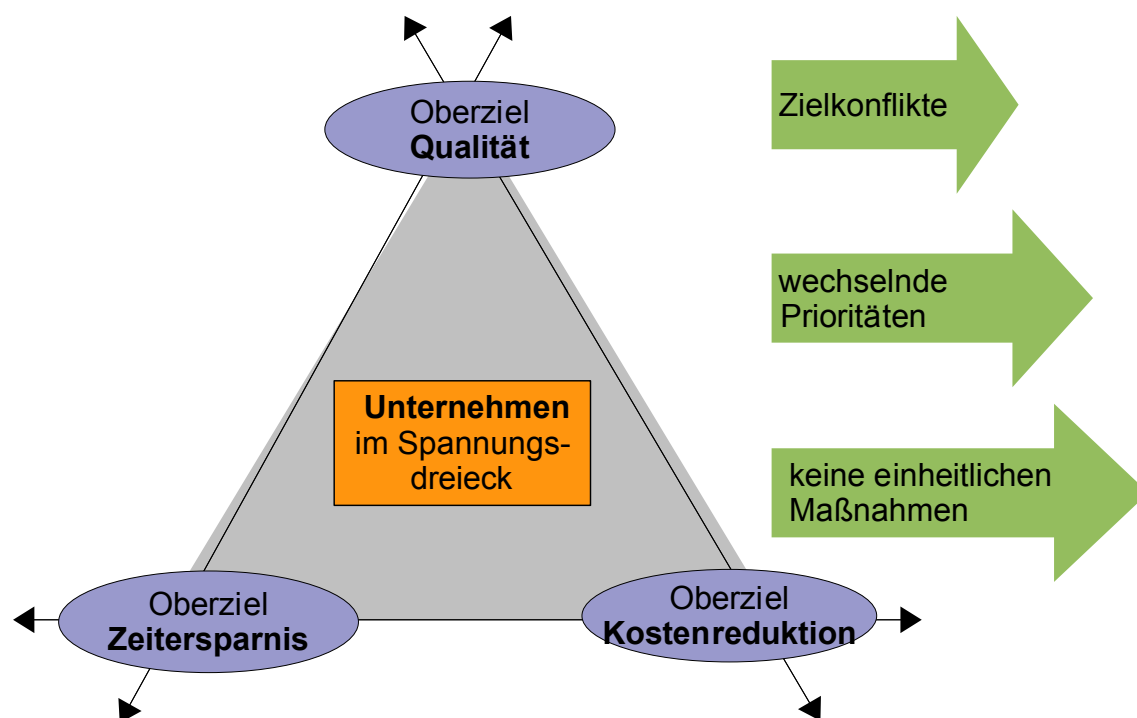 Oberziel
Qualität
Zielkonflikte
wechselnde
Prioritäten
Unternehmen
im Spannungs-
dreieck
keine einheitlichen
Maßnahmen
Oberziel
Zeitersparnis
Oberziel
Kostenreduktion